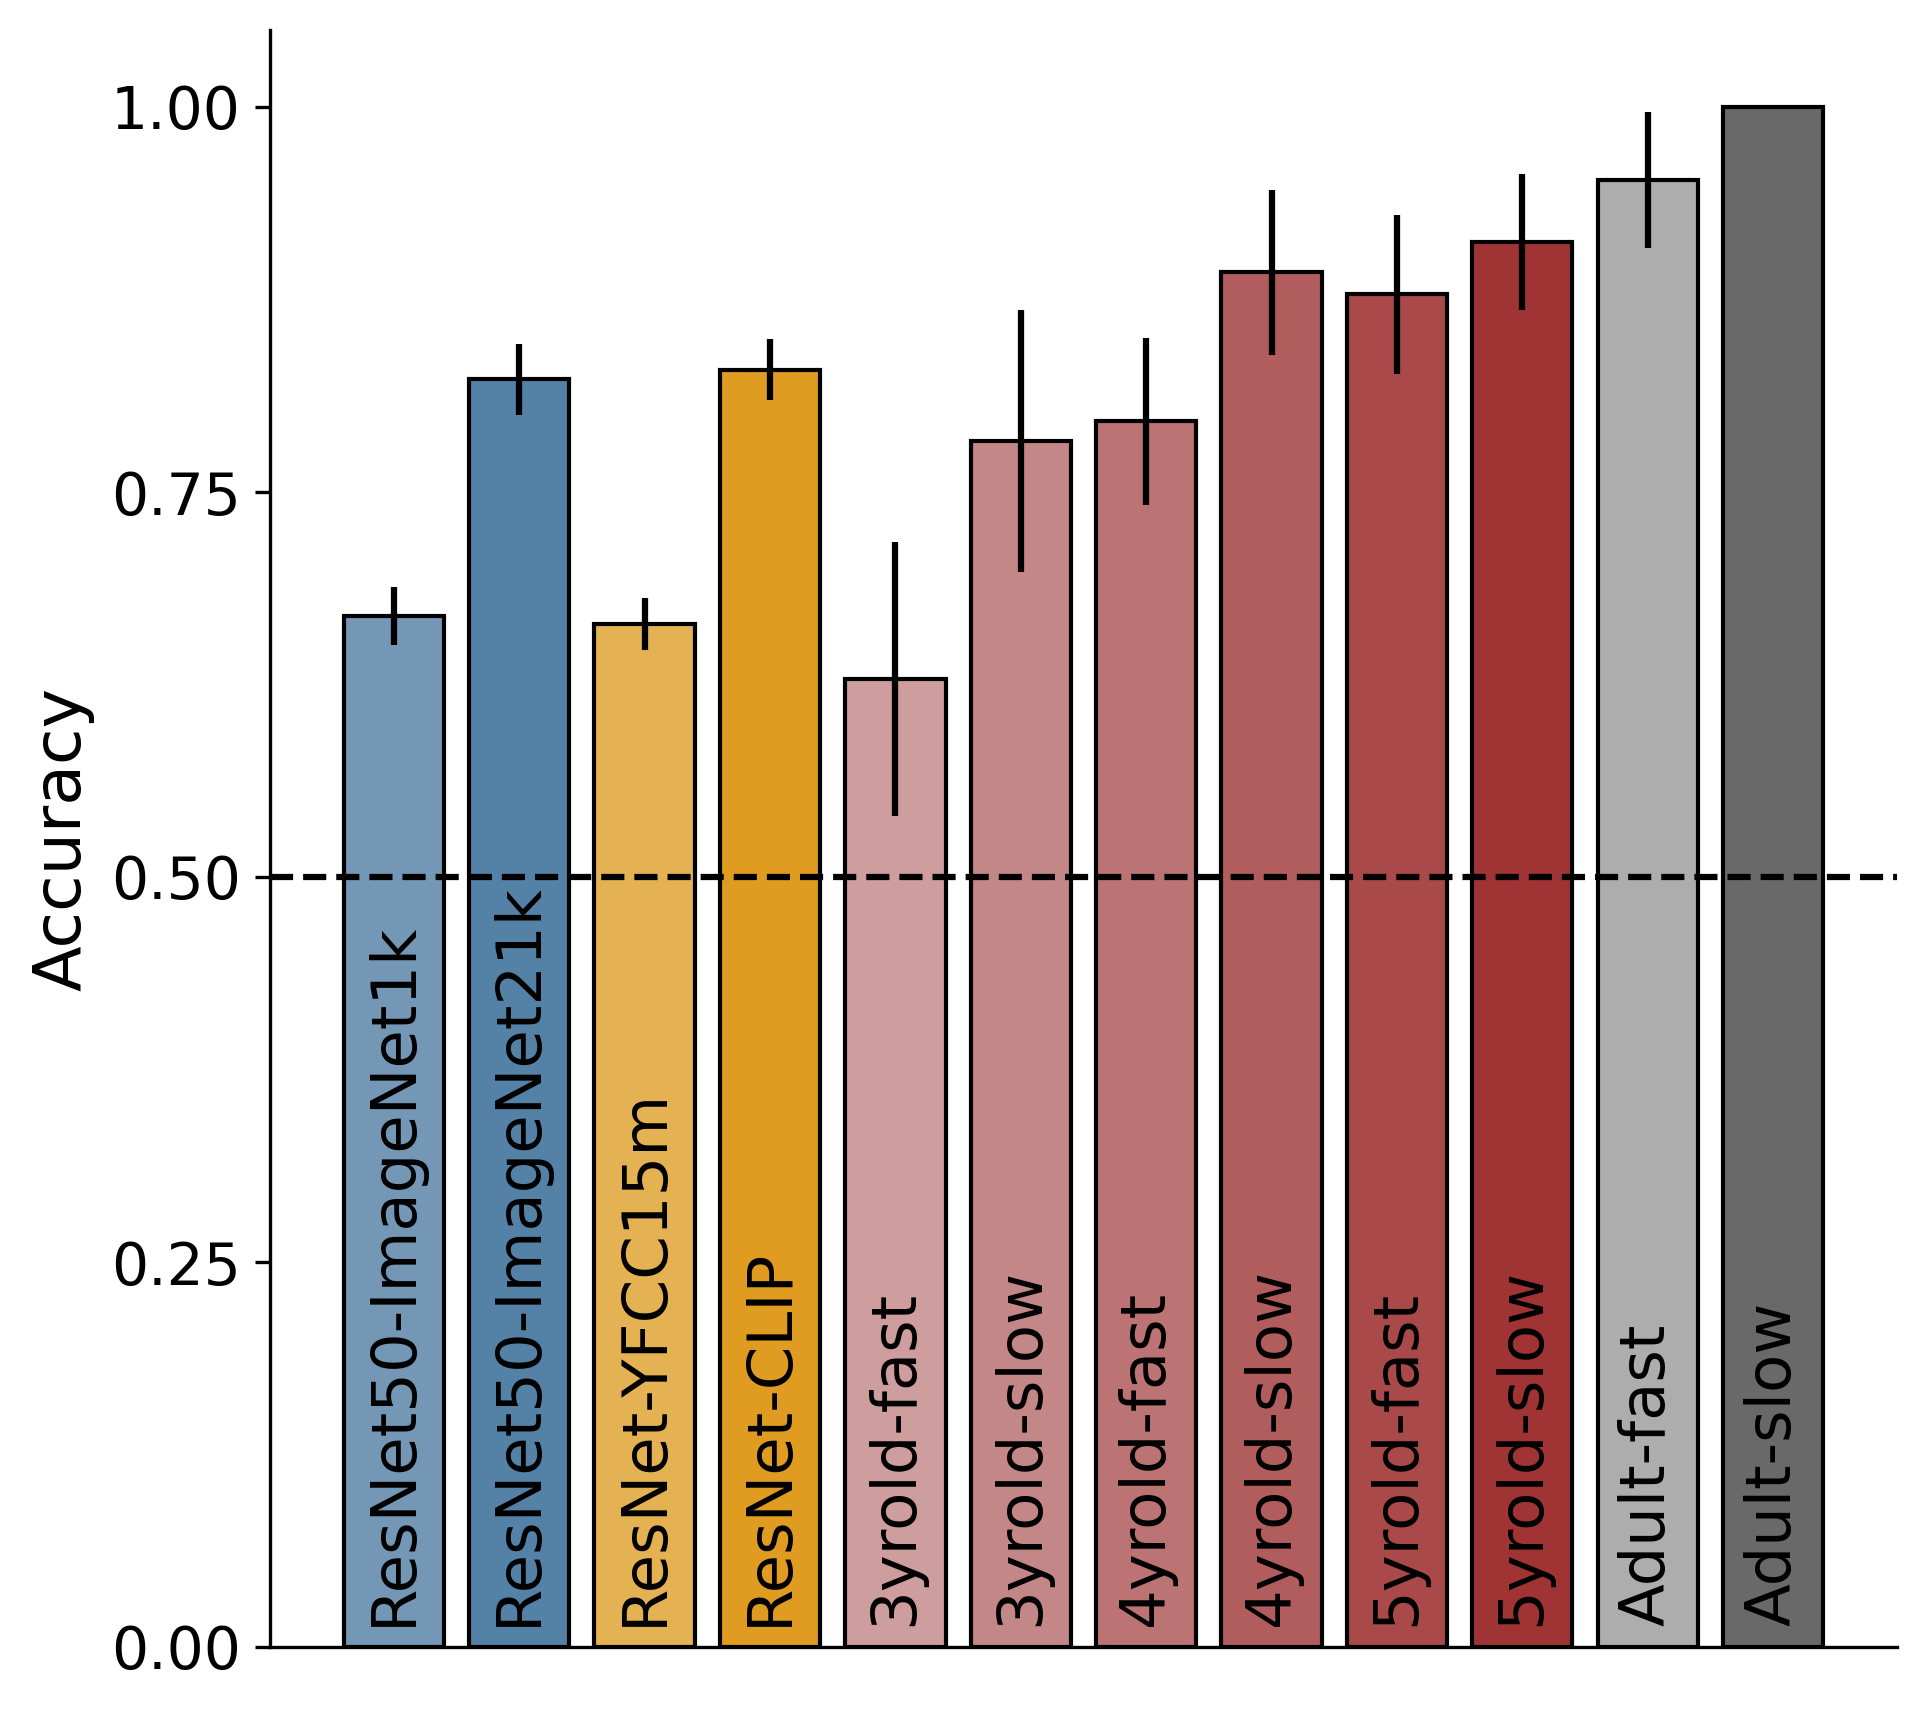 1.00
0.75
0.50
0.25
0.00
Accuracy
ResNet50-ImageNet1k
ResNet50-ImageNet21k
ResNet-YFCC15m
ResNet-CLIP
3yrold-fast
3yrold-slow
4yrold-fast
4yrold-slow
5yrold-fast
5yrold-slow
Adult-fast
Adult-slow